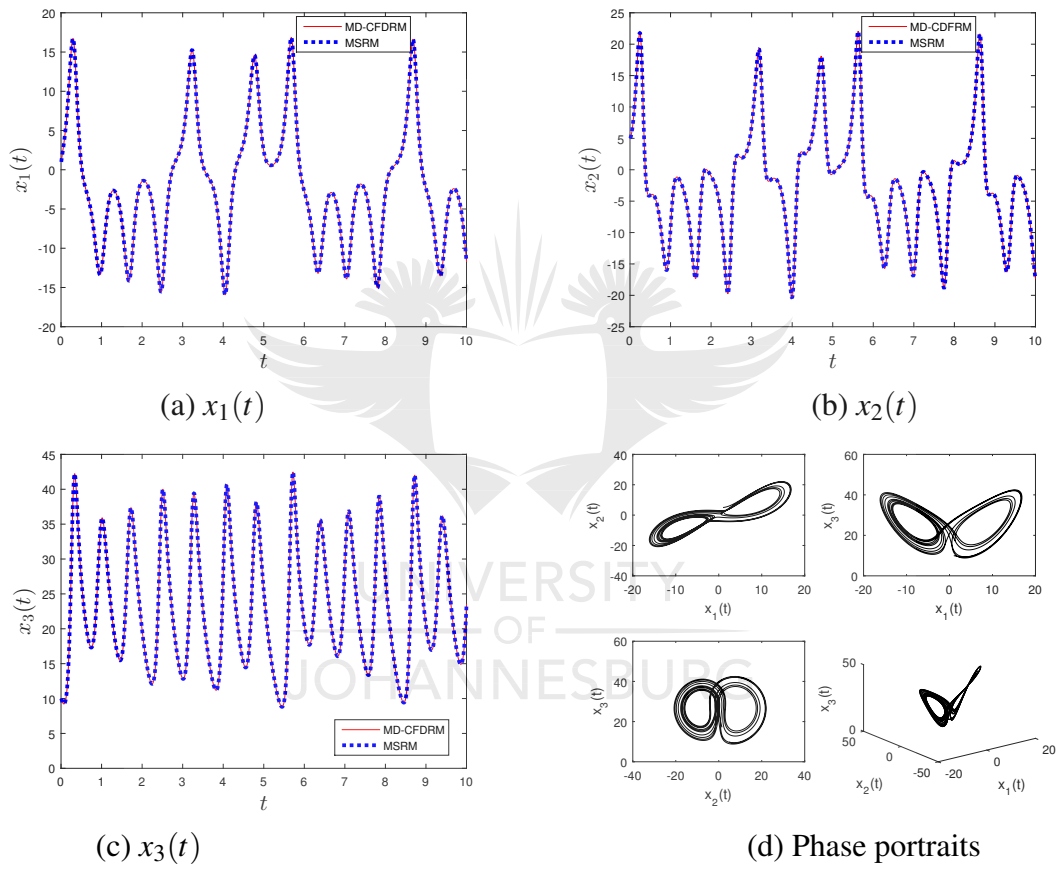 20
15
10
5
0
-5
-10
-15
-20
x₁(t)
0 1 2 3 4 5 6 7 8 9 10
t
MD-CFDRM
MSRM
(a) x₁(t)
25
20
15
10
5
0
-5
-10
-15
-20
-25
x₂(t)
0 1 2 3 4 5 6 7 8 9 10
t
MD-CDFRM
MSRM
(b) x₂(t)
45
40
35
30
25
20
15
10
5
0
x₃(t)
0 1 2 3 4 5 6 7 8 9 10
t
MD-CFDRM
MSRM
(c) x₃(t)
40
20
0
-20
-40
x₂(t)
-20 -10 0 10 20
x₁(t)
60
40
20
0
x₃(t)
-20 -10 0 10 20
x₁(t)
60
40
20
0
x₃(t)
-40 -20 0 20 40
x₂(t)
50
0
x₃(t)
50
0
-50
x₂(t)
-20
0
20
x₁(t)
(d) Phase portraits
UNIVERSITY
OF
JOHANNESBURG